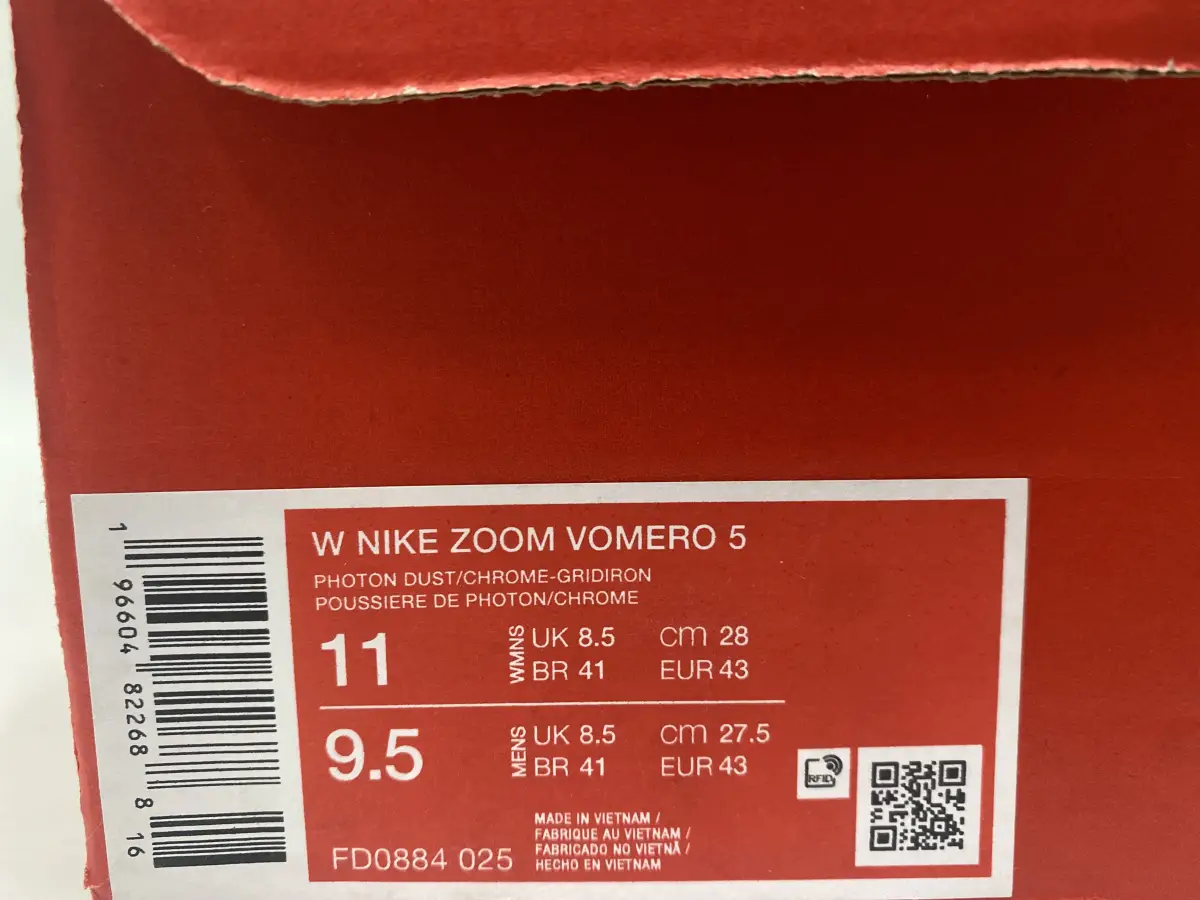 1 96604 82268 8 16
W NIKE ZOOM VOMERO 5
PHOTON DUST/CHROME-GRIDIRON
POUSSIERE DE PHOTON/CHROME
11
WMNS
UK 8.5 cm 28
BR 41 EUR 43
9.5
MENS
UK 8.5 cm 27.5
BR 41 EUR 43
RFID
FD0884 025
MADE IN VIETNAM /
FABRIQUE AU VIETNAM /
FABRICADO NO VIETNÃ /
HECHO EN VIETNAM